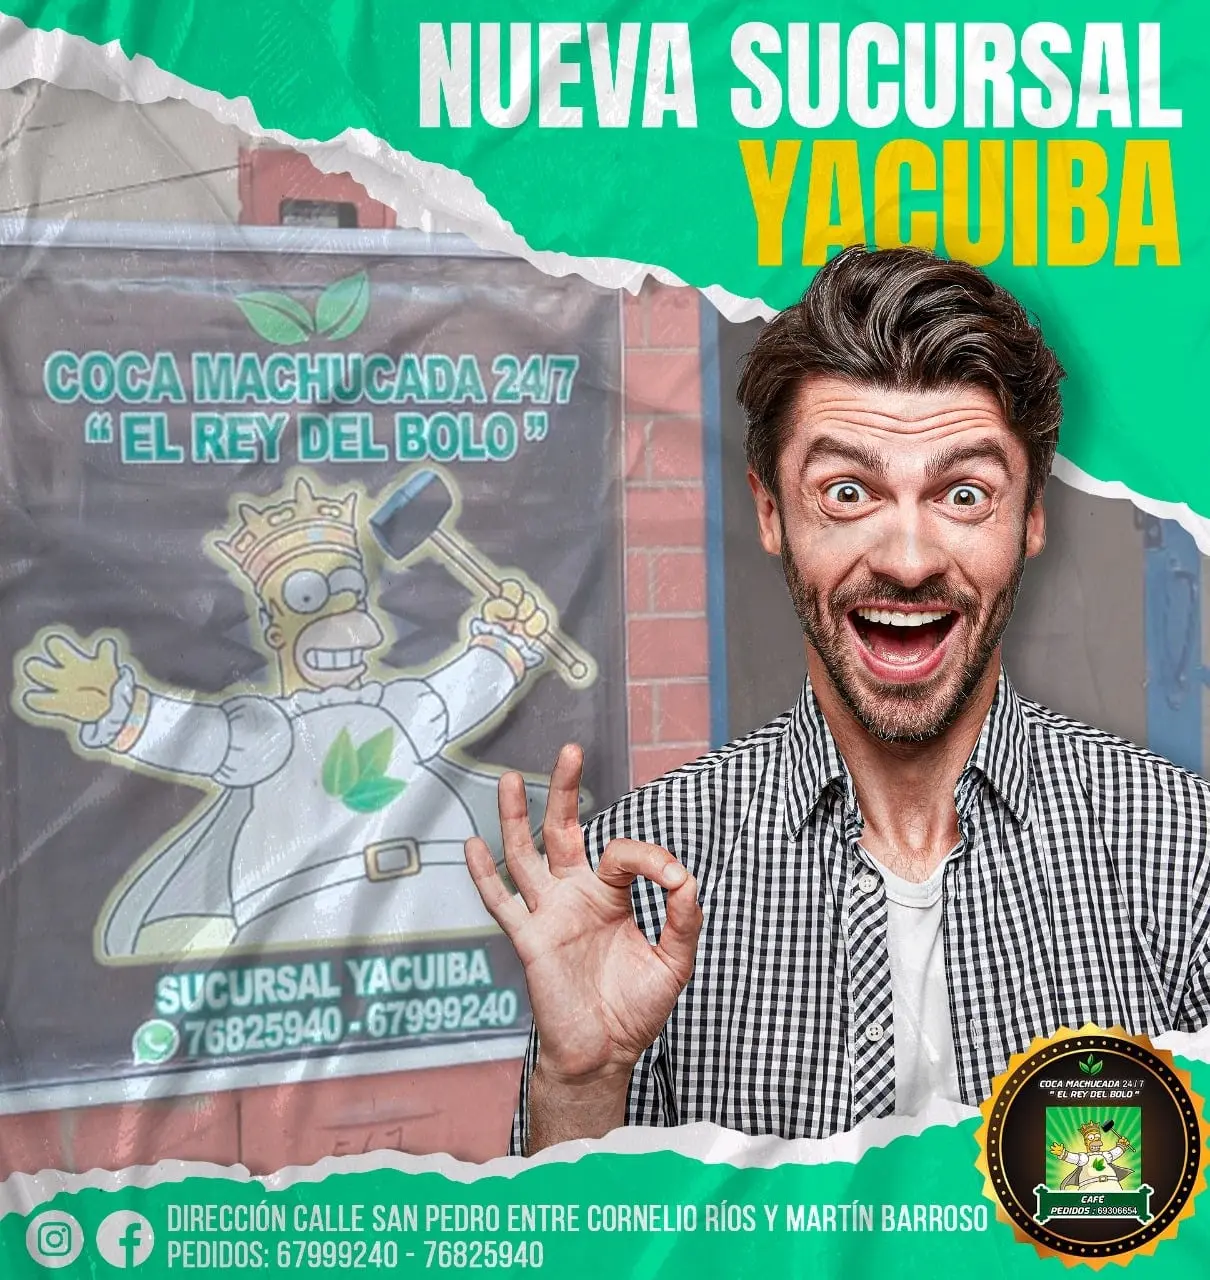 NUEVA SUCURSAL
YACUIBA
COCA MACHUCADA 24/7
“ EL REY DEL BOLO ”
SUCURSAL YACUIBA
76825940 - 67999240
COCA MACHUCADA 24 / 7
" EL REY DEL BOLO "
CAFÉ
PEDIDOS : 69306654
DIRECCIÓN CALLE SAN PEDRO ENTRE CORNELIO RÍOS Y MARTÍN BARROSO
PEDIDOS: 67999240 - 76825940